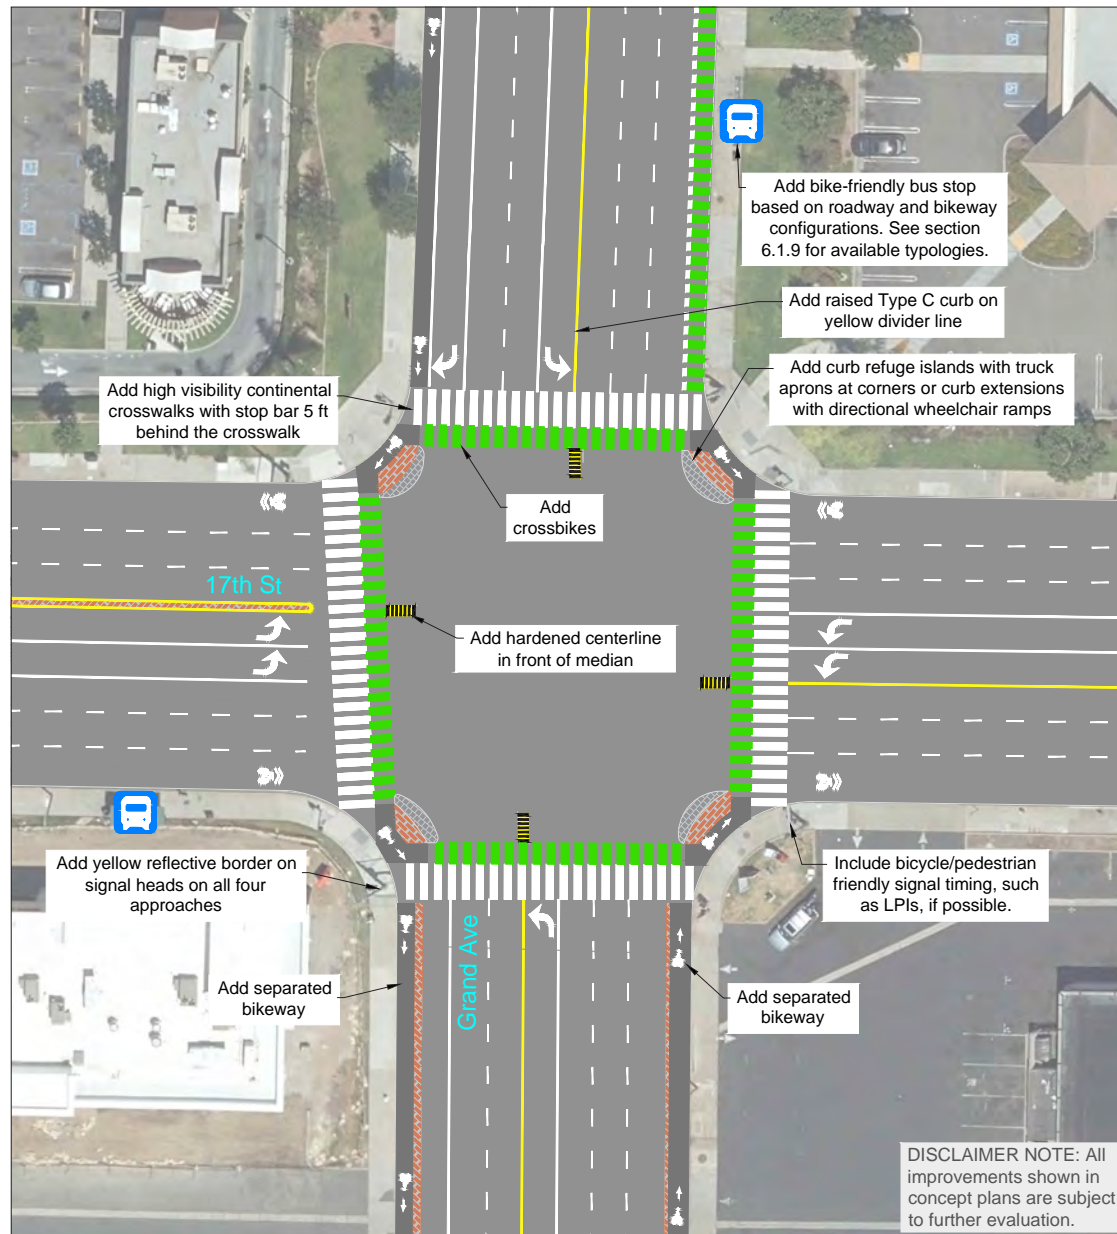 Add bike-friendly bus stop
based on roadway and bikeway
configurations. See section
6.1.9 for available typologies.
Add raised Type C curb on
yellow divider line
Add high visibility continental
crosswalks with stop bar 5 ft
behind the crosswalk
Add curb refuge islands with truck
aprons at corners or curb extensions
with directional wheelchair ramps
Add
crossbikes
17th St
Add hardened centerline
in front of median
Add yellow reflective border on
signal heads on all four
approaches
Include bicycle/pedestrian
friendly signal timing, such
as LPIs, if possible.
Grand Ave
Add separated
bikeway
Add separated
bikeway
DISCLAIMER NOTE: All
improvements shown in
concept plans are subject
to further evaluation.